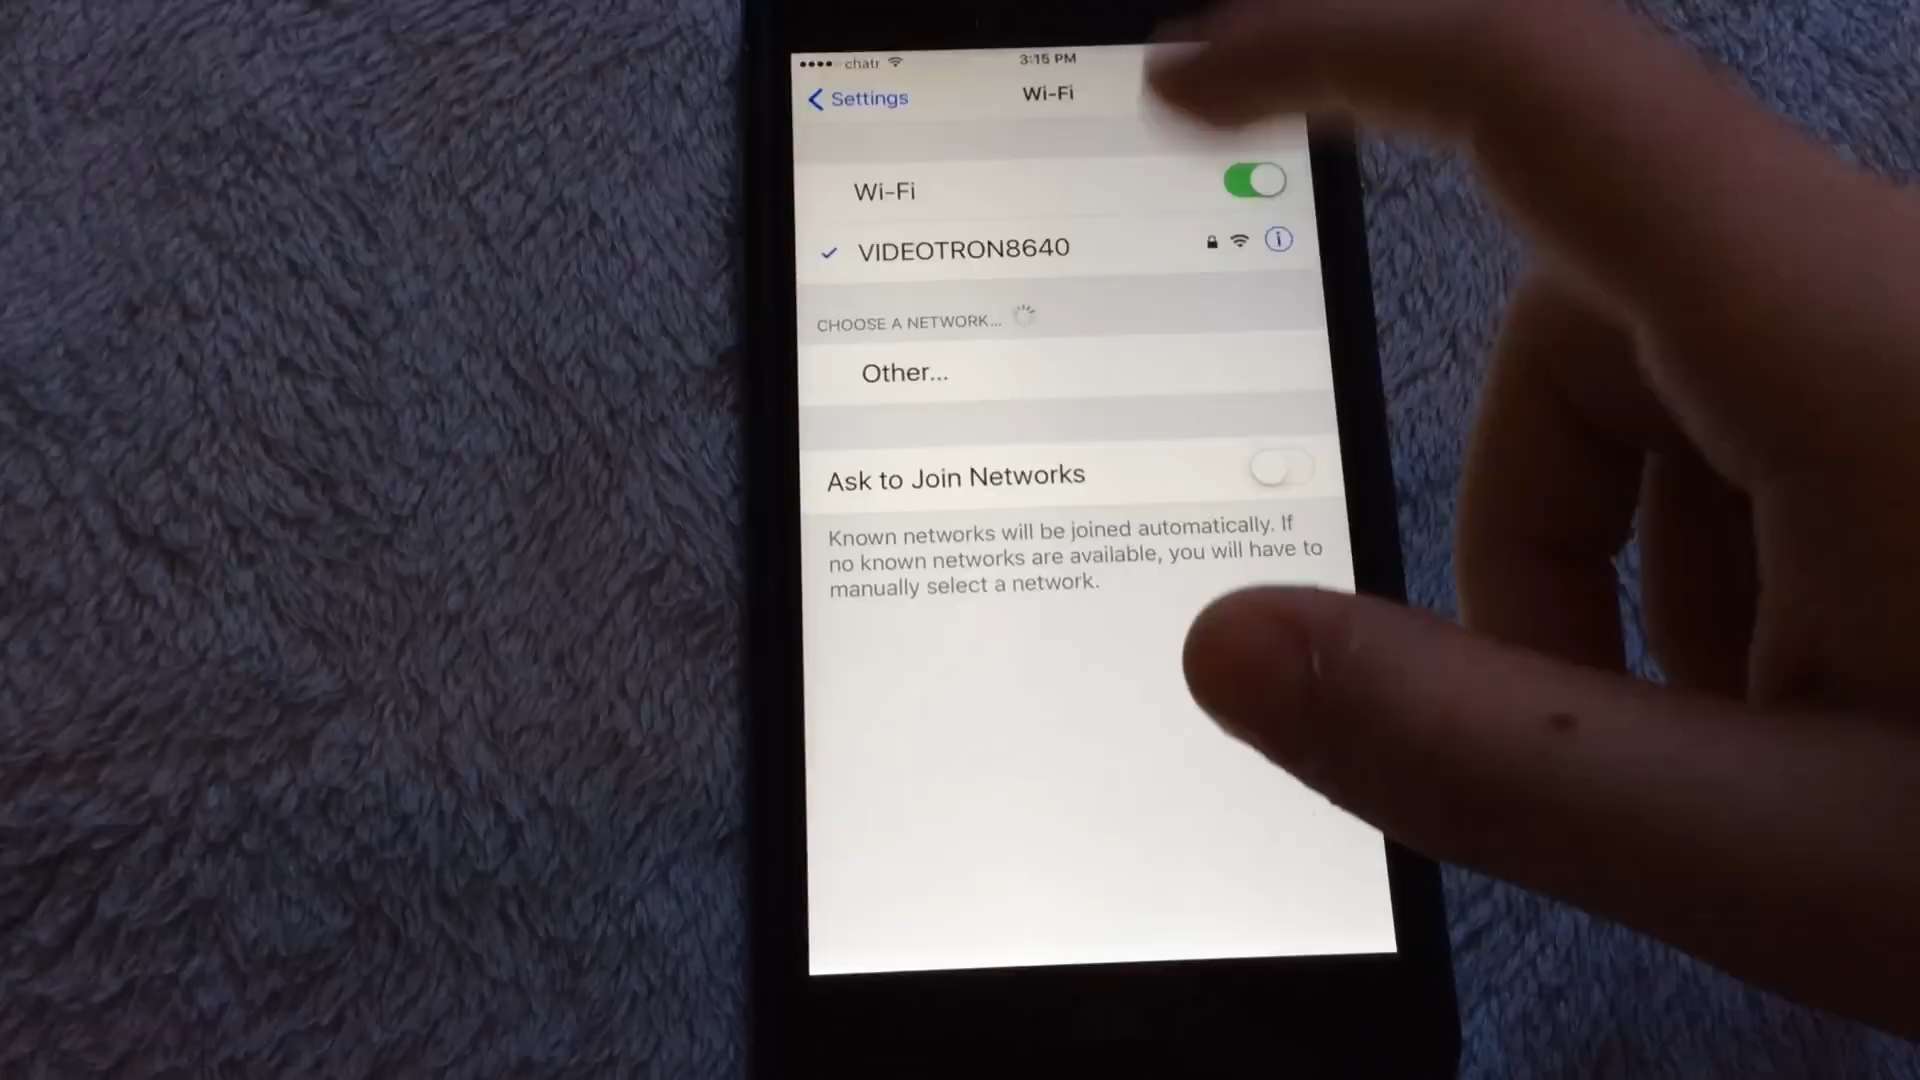 chatr 3:15 PM
Settings Wi-Fi
Wi-Fi
VIDEOTRON8640
CHOOSE A NETWORK...
Other...
Ask to Join Networks
Known networks will be joined automatically. If
no known networks are available, you will have to
manually select a network.